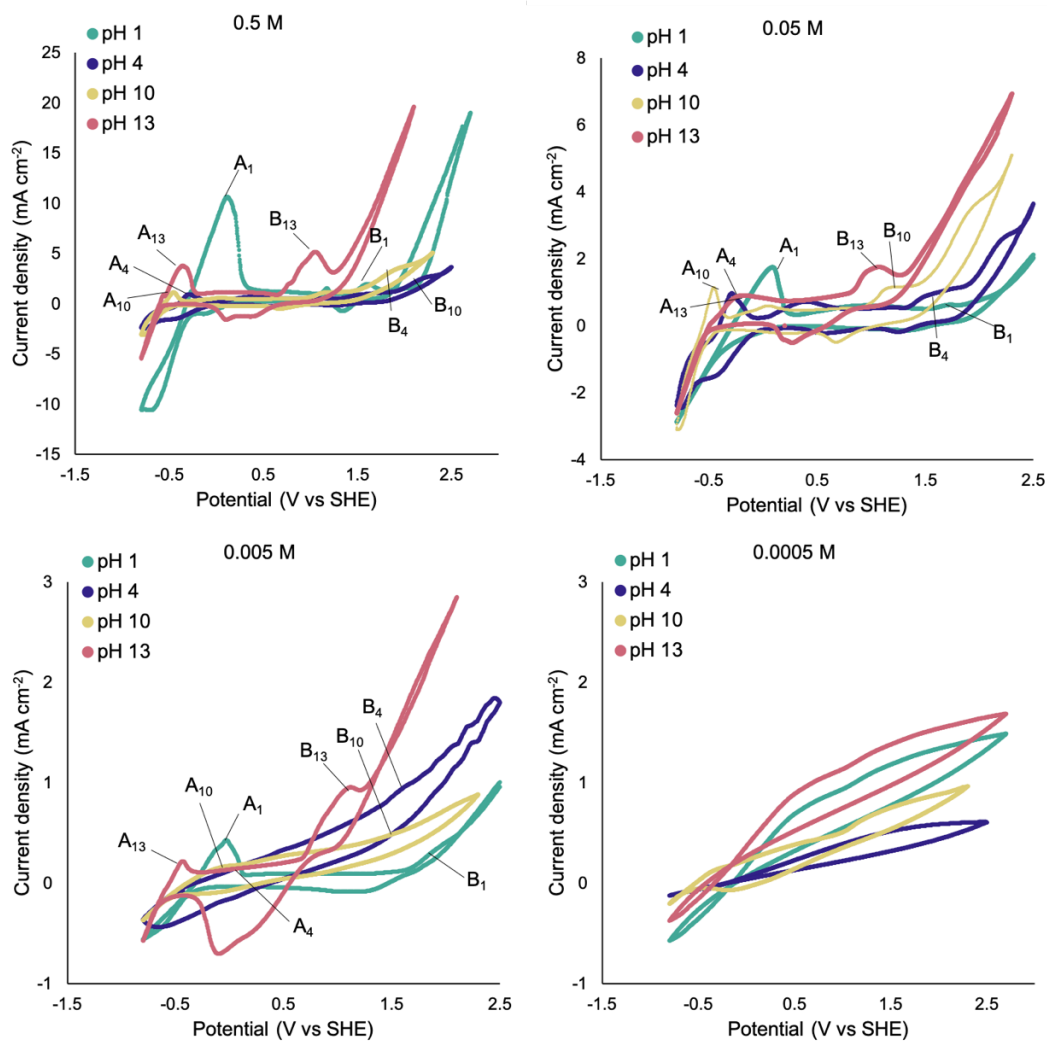 0.5 M
pH 1
pH 4
pH 10
pH 13
25
20
15
10
5
0
-5
-10
-15
-1.5
-0.5
0.5
1.5
2.5
Current density (mA cm⁻²)
Potential (V vs SHE)
A₁
A₁₃
A₄
A₁₀
B₁₃
B₁
B₄
B₁₀
0.05 M
pH 1
pH 4
pH 10
pH 13
8
6
4
2
0
-2
-4
-1.5
-0.5
0.5
1.5
2.5
Current density (mA cm⁻²)
Potential (V vs SHE)
A₁₀
A₄
A₁
A₁₃
B₁₃
B₁₀
B₄
B₁
0.005 M
pH 1
pH 4
pH 10
pH 13
3
2
1
0
-1
-1.5
-0.5
0.5
1.5
2.5
Current density (mA cm⁻²)
Potential (V vs SHE)
A₁₀
A₁
A₁₃
A₄
B₄
B₁₀
B₁₃
B₁
0.0005 M
pH 1
pH 4
pH 10
pH 13
3
2
1
0
-1
-1.5
-0.5
0.5
1.5
2.5
Current density (mA cm⁻²)
Potential (V vs SHE)